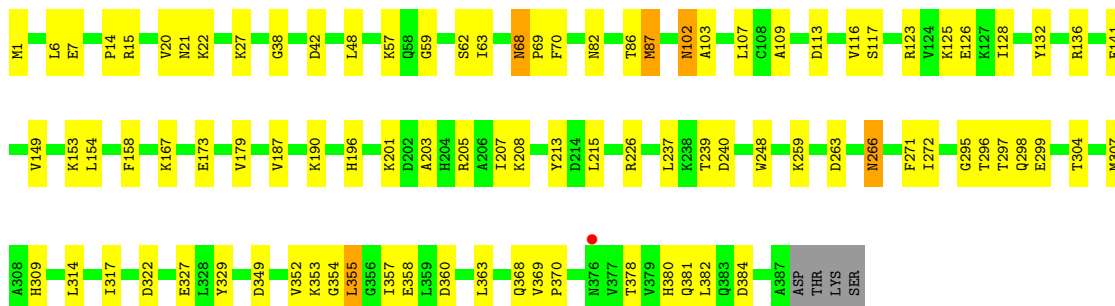 M1 L6 E7 P14 R15 V20 N21 K22 K27 G38 D42 L48 K57 Q58 G59 S62 I63 N68 P69 F70 N82 T86 M87 N102 A103 L107 C108 A109 D113 V116 S117 R123 V124 K125 E126 K127 I128 Y132 R136
V149 K153 L154 F158 K167 E173 V179 V187 K190 H196 K201 D202 A203 H204 R205 A206 I207 K208 Y213 D214 L215 R226 L237 K238 T239 D240 W248 K259 D263 N266 F271 I272 G295 T296 T297 Q298 E299 T304
A308 H309 L314 I317 D322 E327 L328 Y329 D349 V352 K353 G354 L355 G356 I357 E358 L359 D360 L363 Q368 V369 P370 N376 V377 T378 V379 H380 Q381 L382 Q383 D384 A387 ASP THR LYS SER